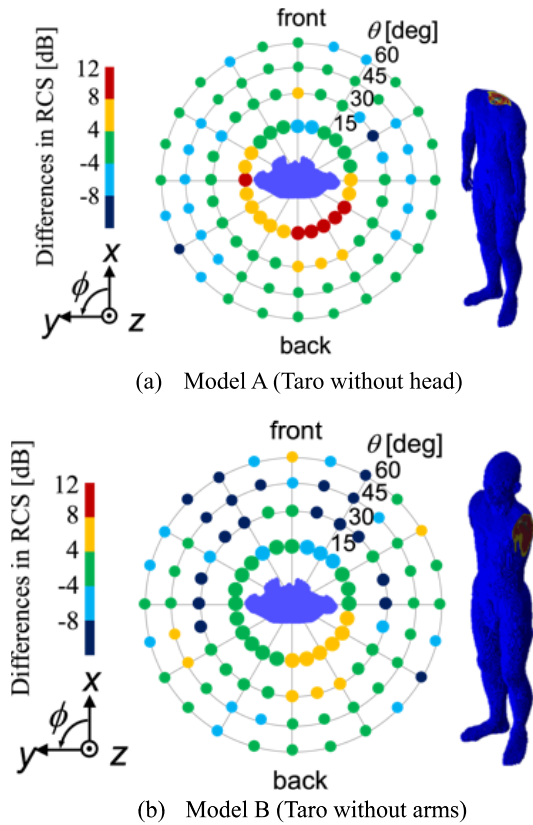 front
θ [deg]
60
45
30
15
Differences in RCS [dB]
12
8
4
-4
-8
x
ϕ
y
z
back
(a) Model A (Taro without head)
front
θ [deg]
60
45
30
15
Differences in RCS [dB]
12
8
4
-4
-8
x
ϕ
y
z
back
(b) Model B (Taro without arms)